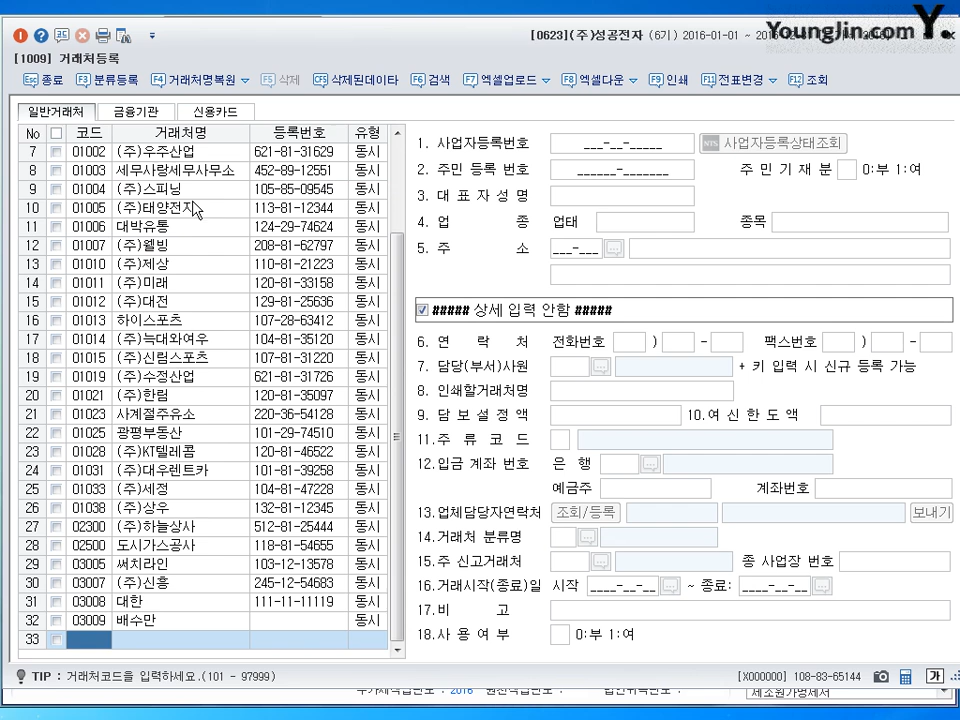 [0623](주)성공전자 (6기) 2016-01-01 ~
Younglin.com Y.
[1009] 거래처등록
Esc 종료 F3 분류등록 F4 거래처명복원 F5 삭제 CF5 삭제된데이타 F6 검색 F7 엑셀업로드 F8 엑셀다운 F9 인쇄 F11 전표변경 F12 조회
일반거래처 금융기관 신용카드
No 코드 거래처명 등록번호 유형
7 01002 (주)우주산업 621-81-31629 동시
8 01003 세무사랑세무사무소 452-89-12551 동시
9 01004 (주)스피닝 105-85-09545 동시
10 01005 (주)태양전자 113-81-12344 동시
11 01006 대박유통 124-29-74624 동시
12 01007 (주)웰빙 208-81-62797 동시
13 01010 (주)제상 110-81-21223 동시
14 01011 (주)미래 120-81-33158 동시
15 01012 (주)대전 129-81-25636 동시
16 01013 하이스포츠 107-28-63412 동시
17 01014 (주)늑대와여우 104-81-35120 동시
18 01015 (주)신럼스포츠 107-81-31220 동시
19 01019 (주)수정산업 621-81-31726 동시
20 01021 (주)한림 120-81-35097 동시
21 01023 사계절주유소 220-36-54128 동시
22 01025 광평부동산 101-29-74510 동시
23 01028 (주)KT텔레콤 120-81-46522 동시
24 01031 (주)대우렌트카 101-81-39258 동시
25 01033 (주)세정 104-81-47228 동시
26 01038 (주)상우 132-81-12345 동시
27 02300 (주)하늘상사 512-81-25444 동시
28 02500 도시가스공사 118-81-54655 동시
29 03005 써치라인 103-12-13578 동시
30 03007 (주)신흥 245-12-54683 동시
31 03008 대한 111-11-11119 동시
32 03009 배수만 동시
33
1. 사업자등록번호 ___-__-_____ NTS 사업자등록상태조회
2. 주민 등록 번호 ______-_______ 주 민 기 재 분 0:부 1:여
3. 대 표 자 성 명
4. 업 종 업태 종목
5. 주 소 ___-___
##### 상세 입력 안함 #####
6. 연 락 처 전화번호 ) - 팩스번호 ) -
7. 담당(부서)사원 + 키 입력 시 신규 등록 가능
8. 인쇄할거래처명
9. 담 보 설 정 액 10.여 신 한 도 액
11. 주 류 코 드
12.입금 계좌 번호 은 행
예금주 계좌번호
13.업체담당자연락처 조회/등록 보내기
14.거래처 분류명
15.주 신고거래처 종 사업장 번호
16.거래시작(종료)일 시작 ____-__-__ ~ 종료: ____-__-__
17.비 고
18.사 용 여 부 0:부 1:여
TIP : 거래처코드를 입력하세요.(101 - 97999)
[X000000] 108-83-65144 가
2016
제조원가명세서